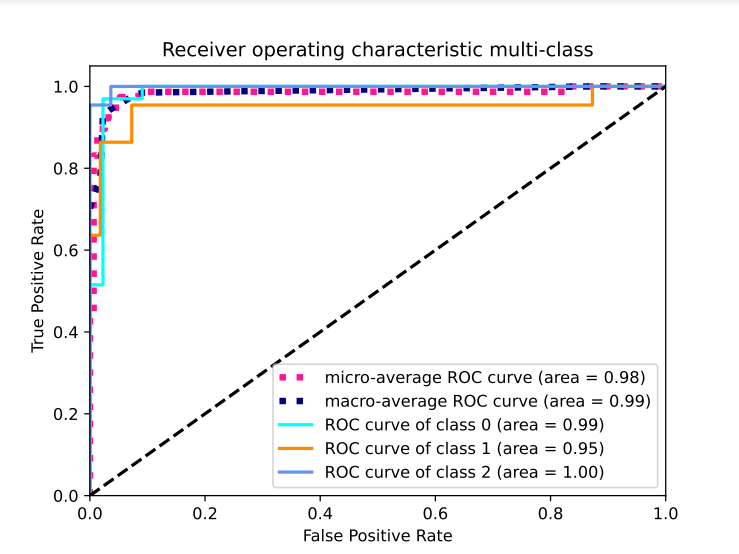 Receiver operating characteristic multi-class
1.0
0.8
0.6
0.4
0.2
0.0
True Positive Rate
micro-average ROC curve (area = 0.98)
macro-average ROC curve (area = 0.99)
ROC curve of class 0 (area = 0.99)
ROC curve of class 1 (area = 0.95)
ROC curve of class 2 (area = 1.00)
0.0 0.2 0.4 0.6 0.8 1.0
False Positive Rate